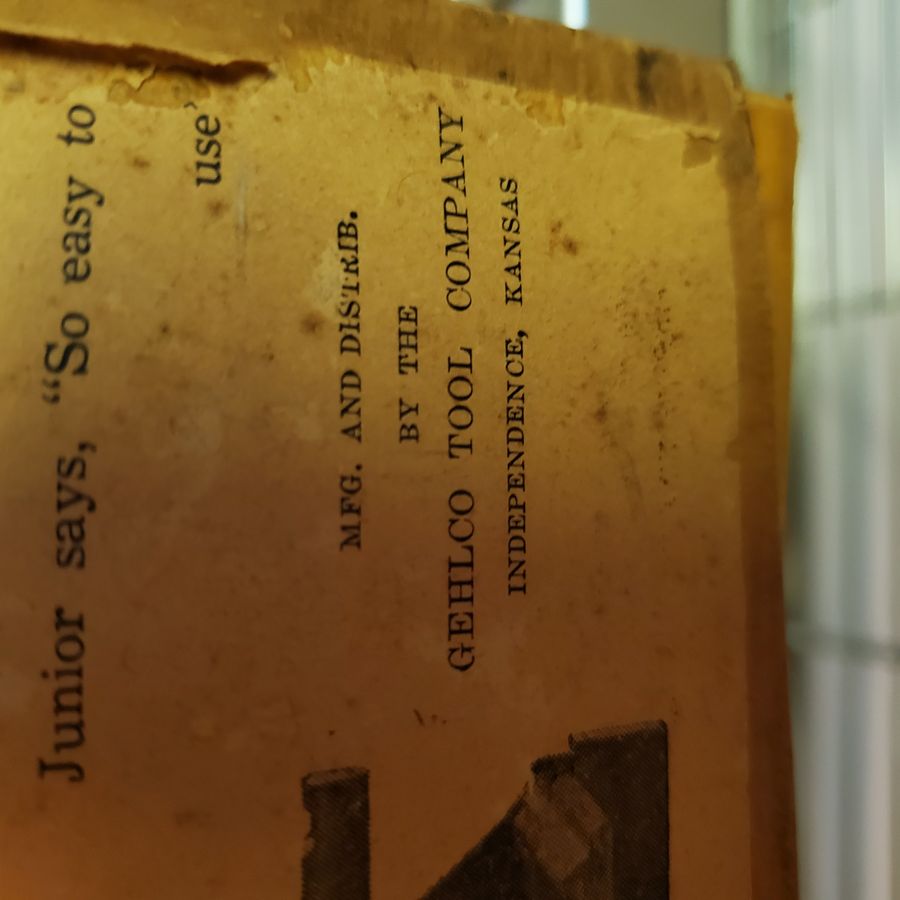 Junior says, “So easy to
use’
MFG. AND DISTRIB.
BY THE
GEHLCO TOOL COMPANY
INDEPENDENCE, KANSAS